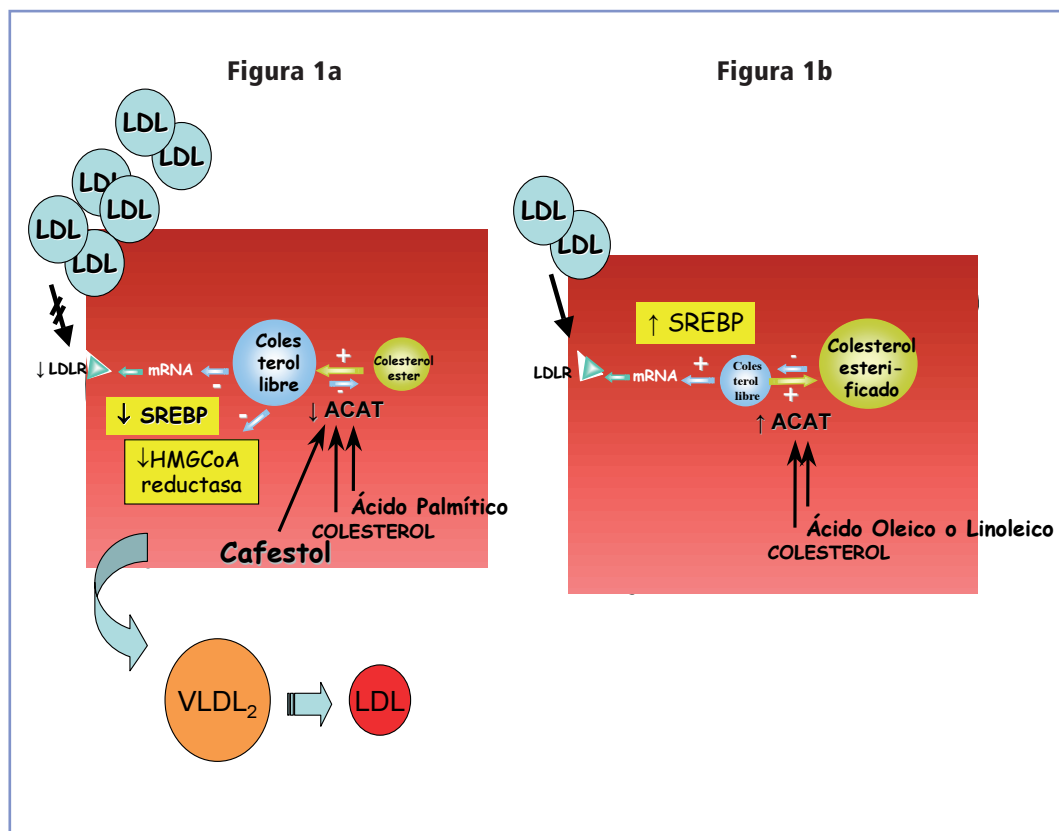 Figura 1a
LDL
LDL
LDL
LDL
LDL
LDL
↓ LDLR
mRNA
-
Coles
terol
libre
+
-
Colesterol
ester
-
↓ SREBP
↓ ACAT
↓HMGCoA
reductasa
Ácido Palmítico
COLESTEROL
Cafestol
VLDL2
LDL
Figura 1b
LDL
LDL
↑ SREBP
LDLR
mRNA
+
Coles
terol
libre
-
+
Colesterol
esteri-
ficado
↑ ACAT
Ácido Oleico o Linoleico
COLESTEROL